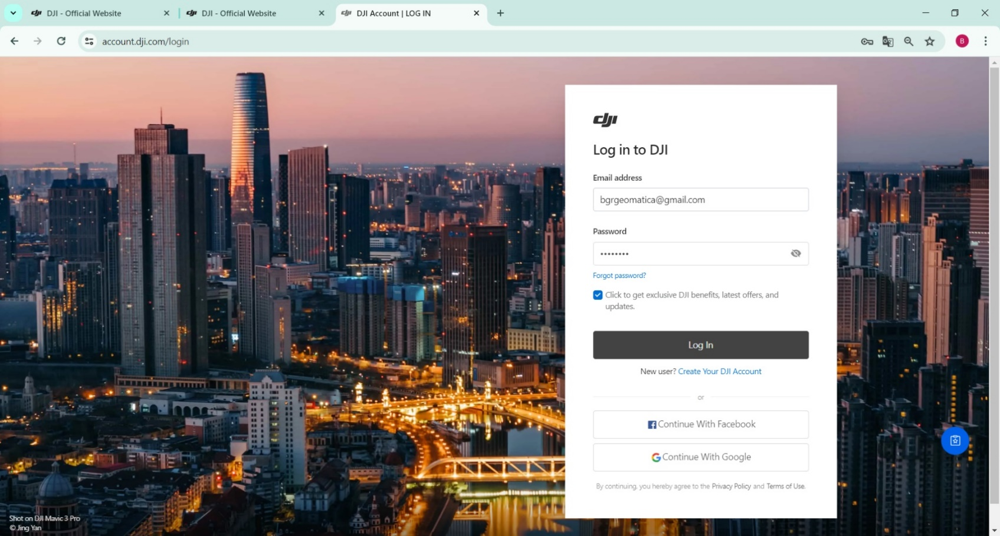 DJI - Official Website
DJI - Official Website
DJI Account | LOG IN
account.dji.com/login
B
dji
Log in to DJI
Email address
bgrgeomatica@gmail.com
Password
••••••••
Forgot password?
Click to get exclusive DJI benefits, latest offers, and
updates.
Log In
New user? Create Your DJI Account
or
Continue With Facebook
Continue With Google
By continuing, you hereby agree to the Privacy Policy and Terms of Use.
Shot on DJI Mavic 3 Pro
© Jing Yan